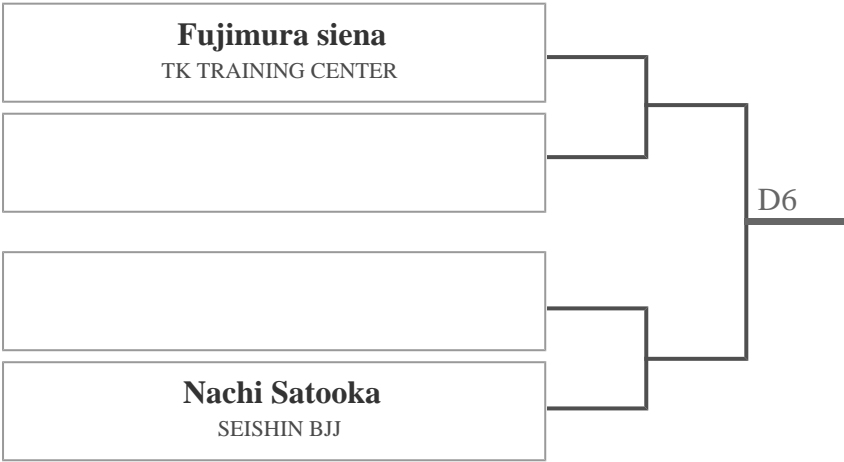 Fujimura siena
TK TRAINING CENTER
D6
Nachi Satooka
SEISHIN BJJ